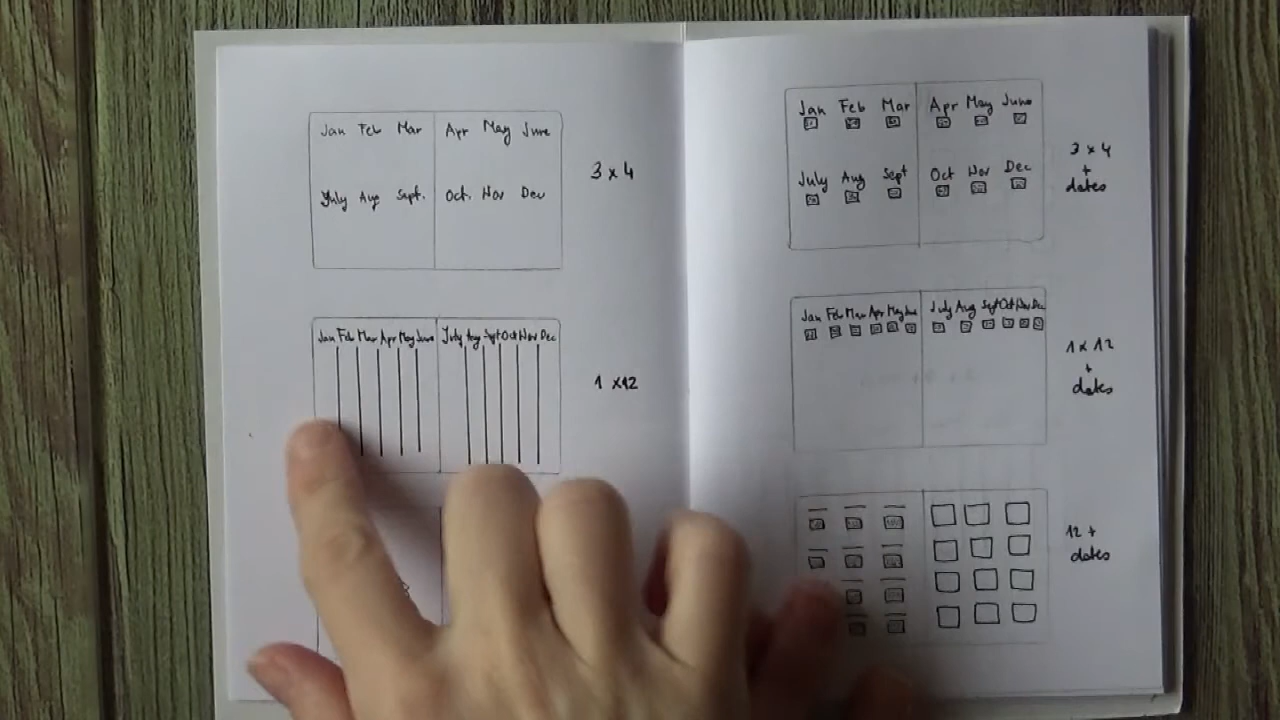 Jan Feb Mar Apr May June
July Aug Sept. Oct. Nov Dec
3 x 4
Jan Feb Mar Apr May June July Aug Sept Oct Nov Dec
1 x12
Jan Feb Mar Apr May June
July Aug Sept Oct Nov Dec
3 x 4
+
dates
Jan Feb Mar Apr May June July Aug Sept Oct Nov Dec
1 x 12
+
dates
12 +
dates